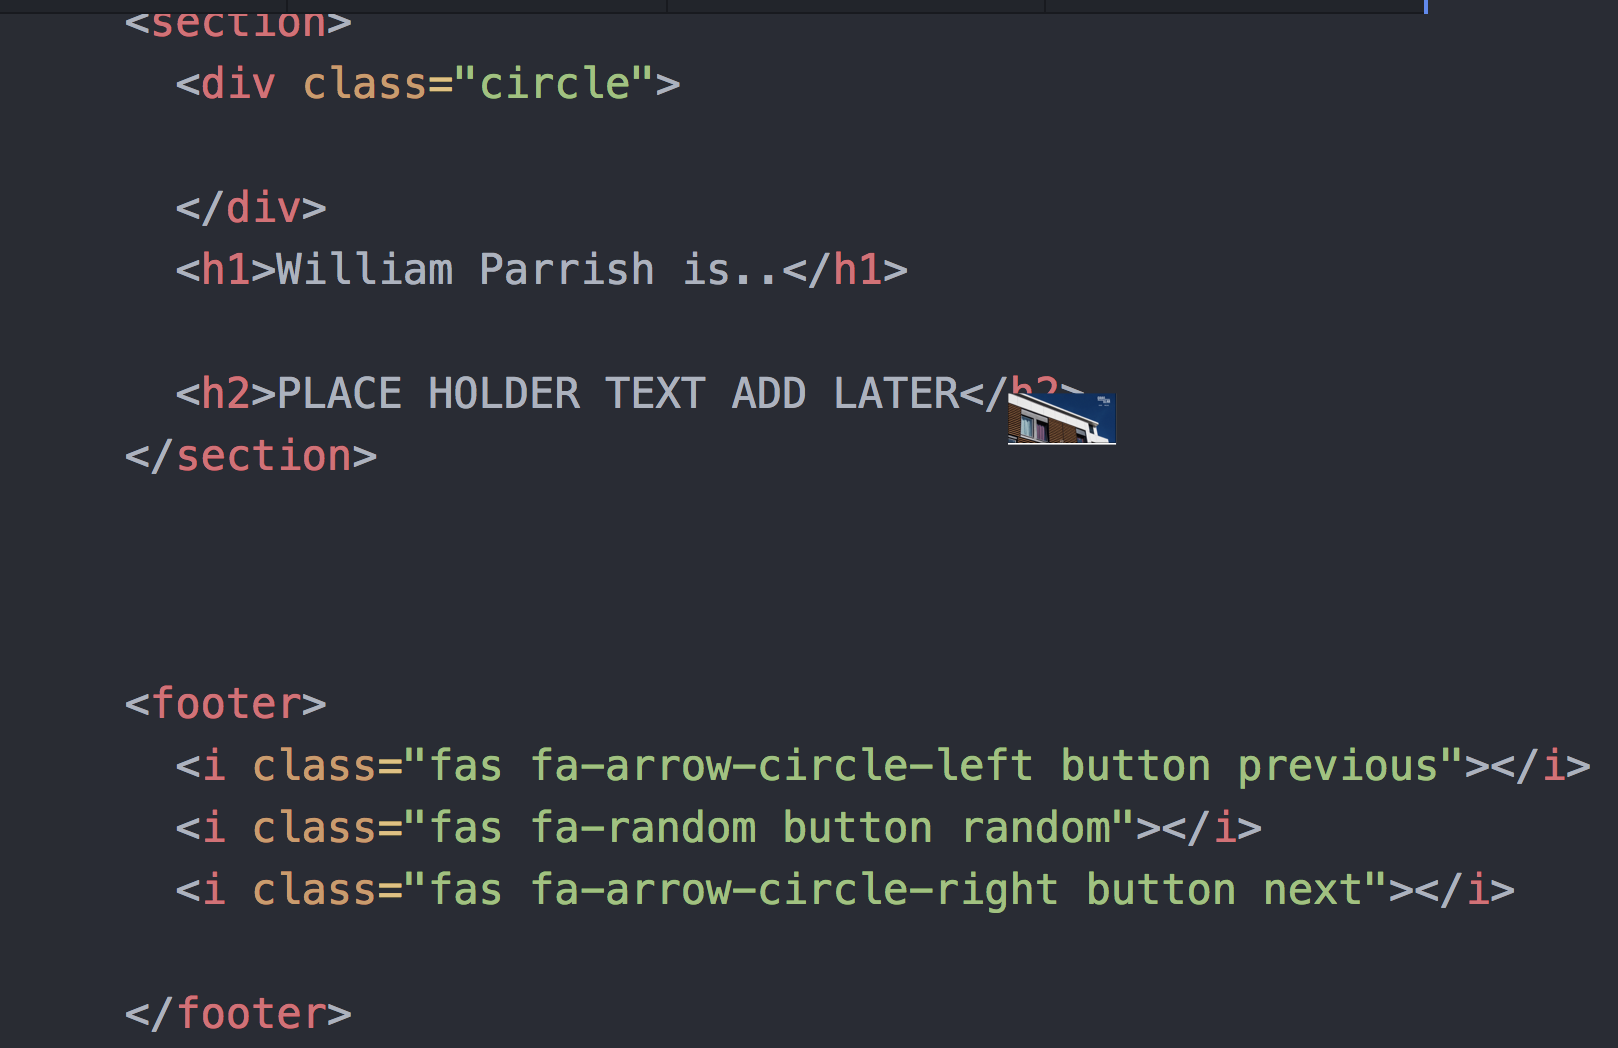 <section>
<div class="circle">
</div>
<h1>William Parrish is..</h1>
<h2>PLACE HOLDER TEXT ADD LATER</h2>
</section>
<footer>
<i class="fas fa-arrow-circle-left button previous"></i>
<i class="fas fa-random button random"></i>
<i class="fas fa-arrow-circle-right button next"></i>
</footer>